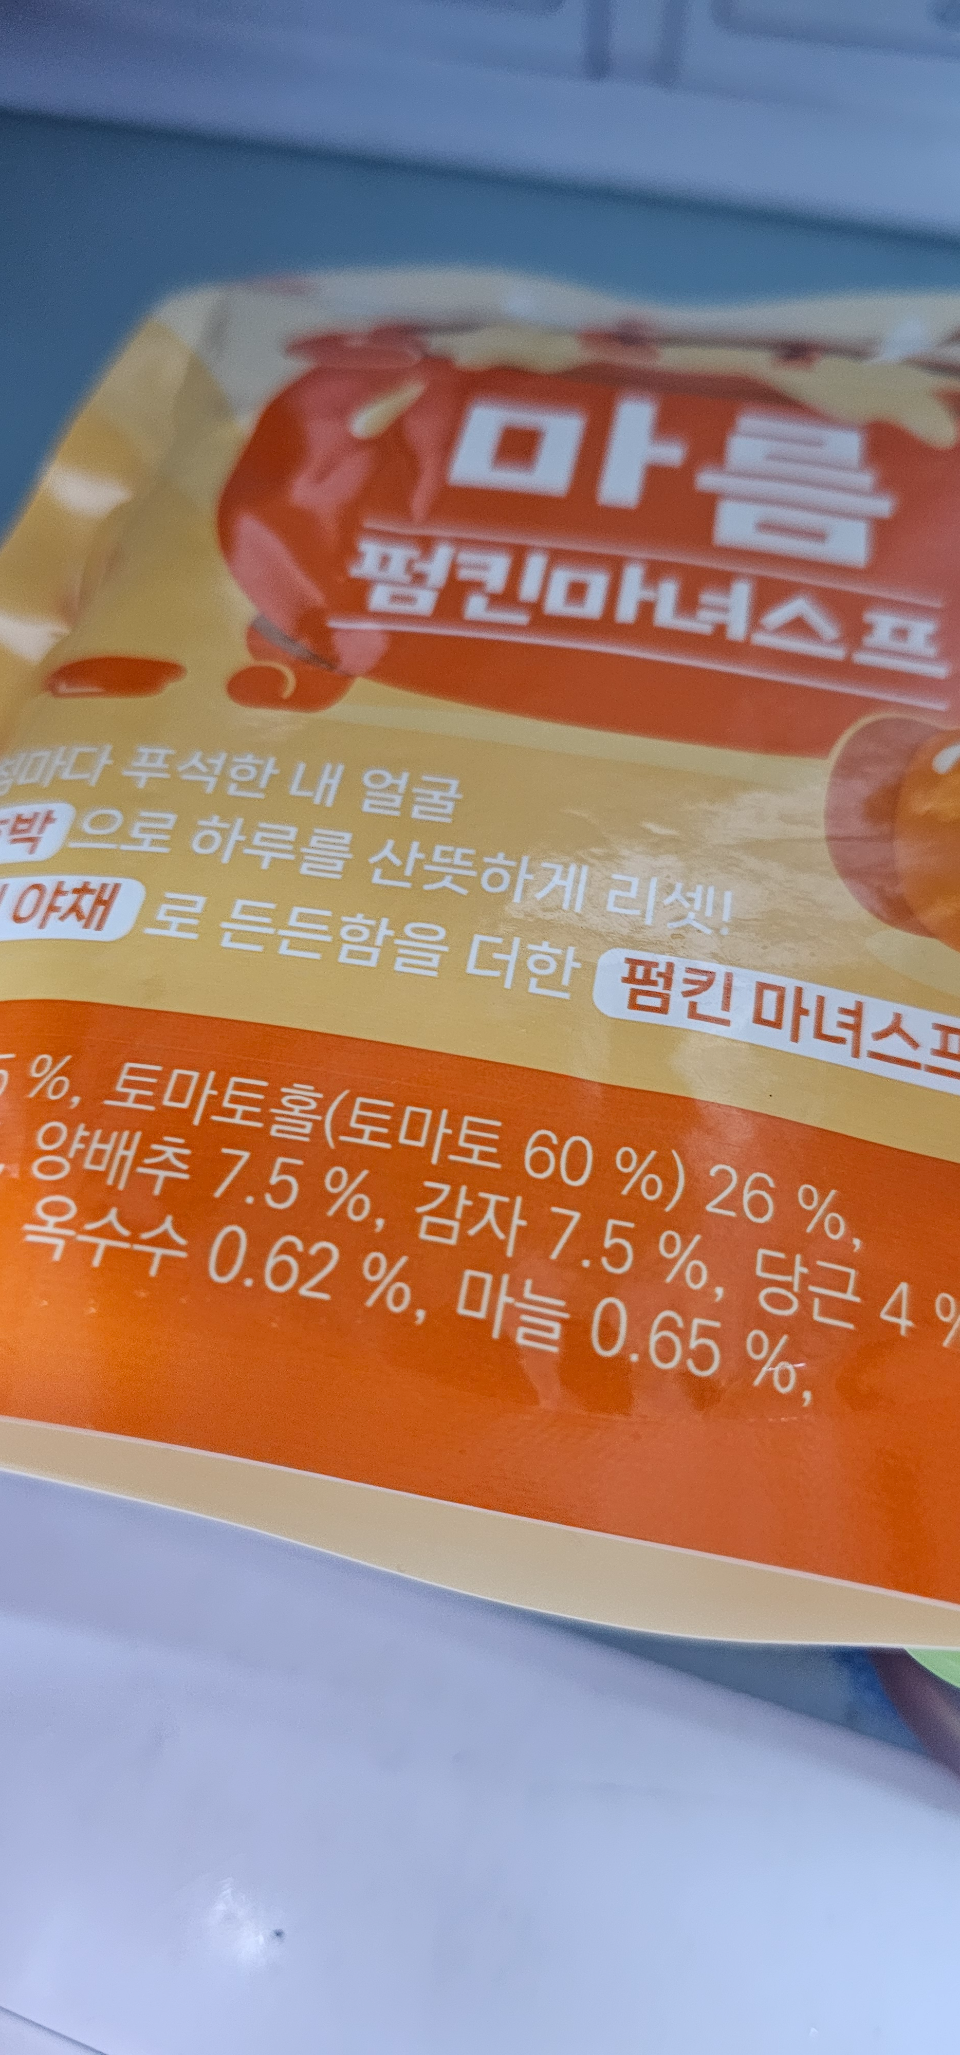 마름
펌킨마녀스프
푸석한 내 얼굴
으로 하루를 산뜻하게 리셋!
야채 로 든든함을 더한 펌킨 마녀스프
%, 토마토홀(토마토 60 %) 26 %,
양배추 7.5 %, 감자 7.5 %, 당근 4 %
옥수수 0.62 %, 마늘 0.65 %,